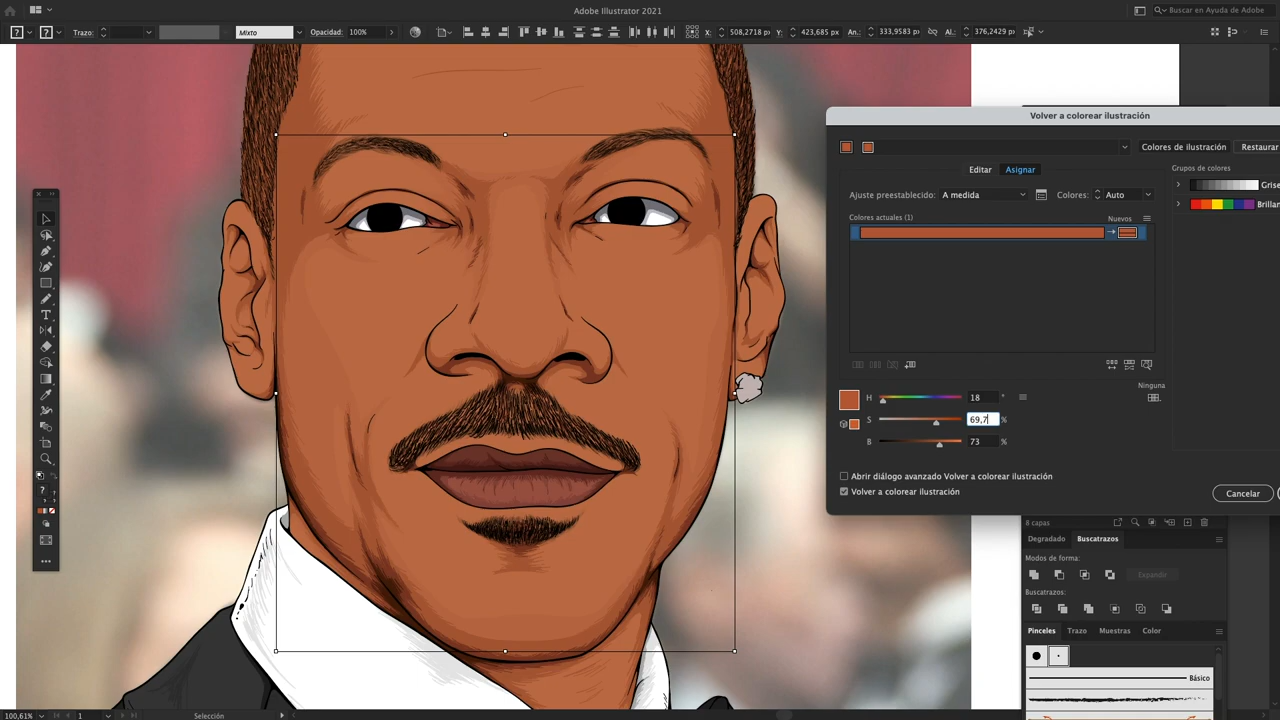 Adobe Illustrator 2021
Buscar en Ayuda de Adobe
Trazo:
Mixto
Opacidad: 100%
X: 508,2718 p
Y: 423,685 px
An.: 333,9583 p
Al.: 376,2429 p
Volver a colorear ilustración
Colores de ilustración
Restaurar
Editar
Asignar
Grupos de colores
Ajuste preestablecido: A medida
Colores: Auto
Grise
Brillan
Colores actuales (1)
Nuevos
Ninguna
H 18 °
S 69,7 %
B 73 %
Abrir diálogo avanzado Volver a colorear ilustración
Volver a colorear ilustración
Cancelar
8 capas
Degradado
Buscatrazos
Modos de forma:
Expandir
Buscatrazos:
Pinceles
Trazo
Muestras
Color
Básico
100,61%
1
Selección